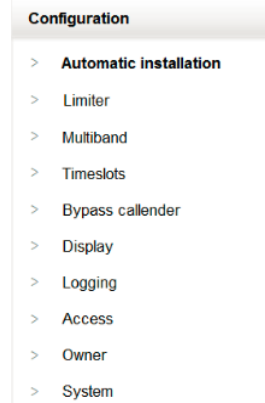 Configuration
> Automatic installation
> Limiter
> Multiband
> Timeslots
> Bypass callender
> Display
> Logging
> Access
> Owner
> System